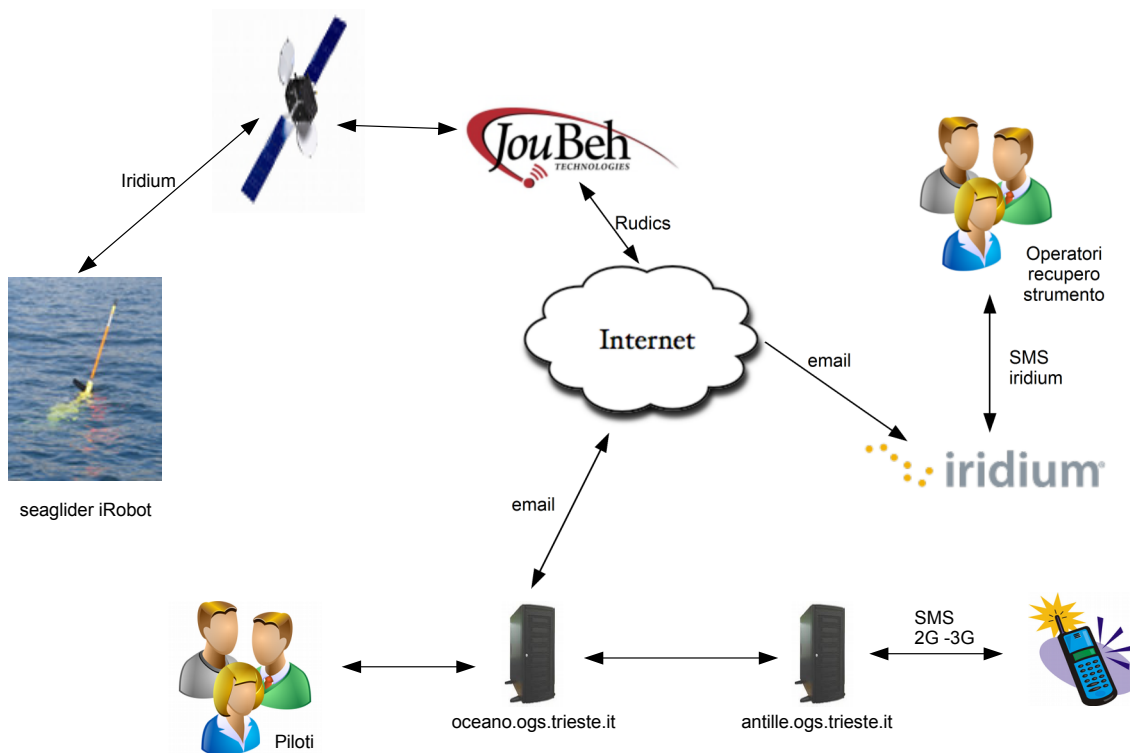 Iridium
JouBeh
TECHNOLOGIES
Rudics
Operatori
recupero
strumento
Internet
email
SMS
iridium
iridium®
seaglider iRobot
email
SMS
2G -3G
Piloti
oceano.ogs.trieste.it
antille.ogs.trieste.it